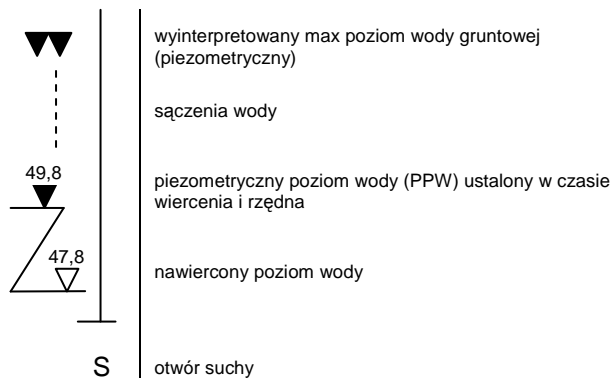 wyinterpretowany max poziom wody gruntowej
(piezometryczny)
sączenia wody
49,8
piezometryczny poziom wody (PPW) ustalony w czasie
wiercenia i rzędna
47,8
nawiercony poziom wody
S
otwór suchy